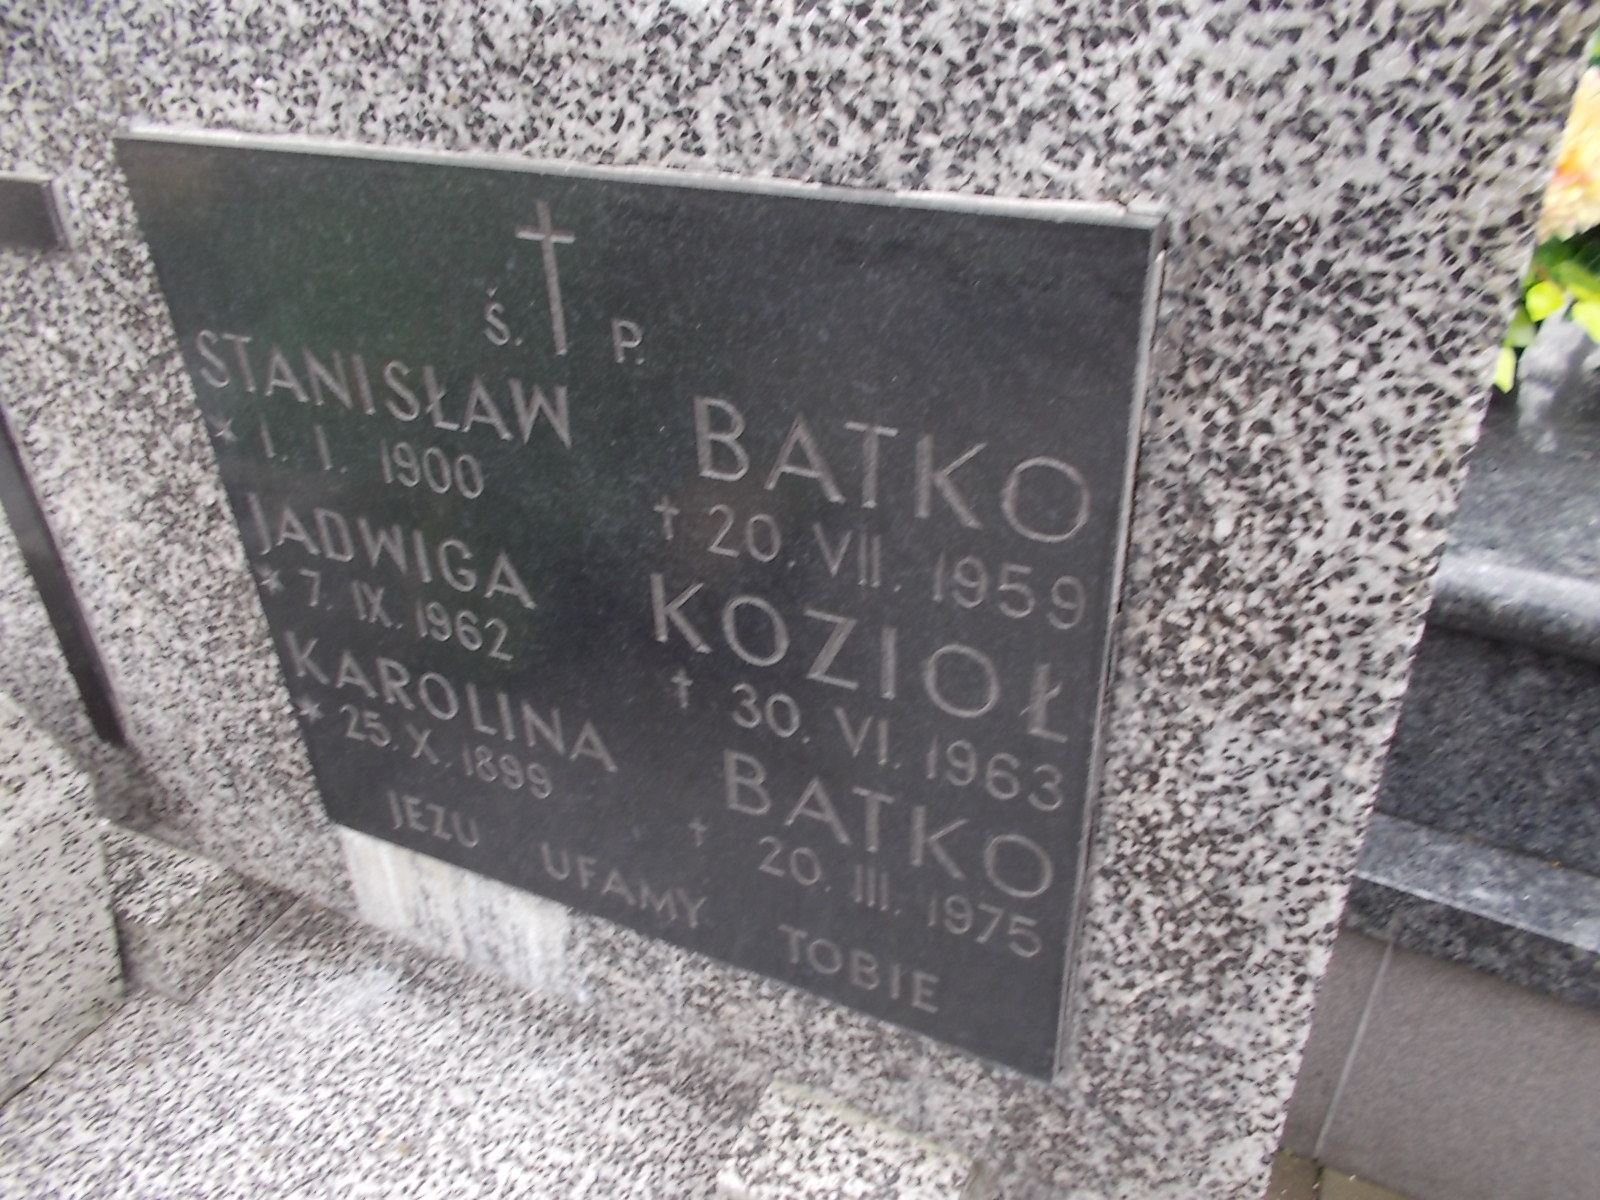 Ś. † P.
STANISŁAW BATKO
* 1. 1. 1900 † 20. VII. 1959
JADWIGA KOZIOŁ
* 7. IX. 1962 † 30. VI. 1963
KAROLINA BATKO
* 25. X. 1899 † 20. III. 1975
JEZU UFAMY TOBIE